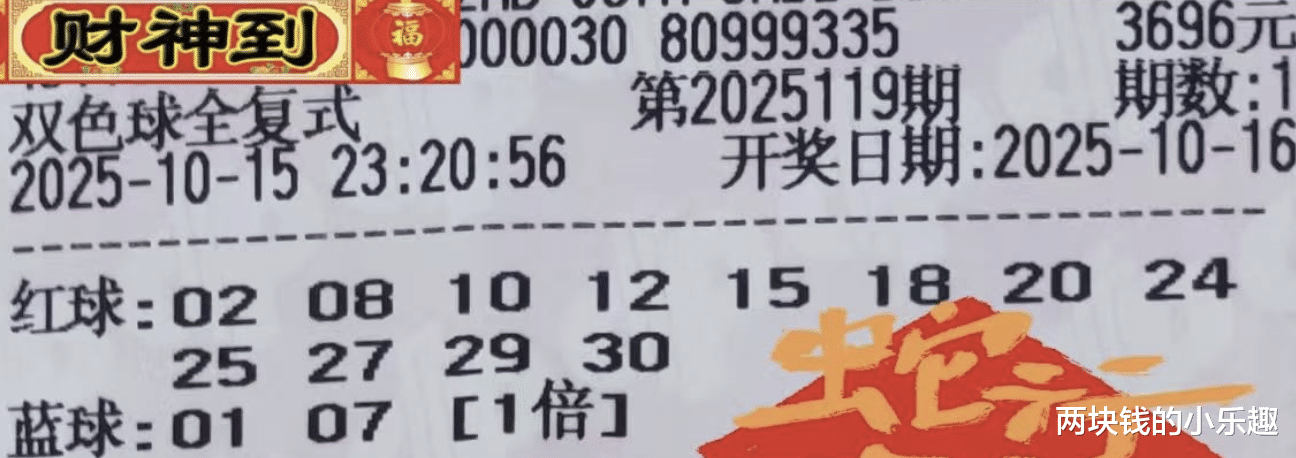 财神到
福
000030 80999335 3696元
双色球全复式 第2025119期 期数:1
2025-10-15 23:20:56 开奖日期:2025-10-16
红球:02 08 10 12 15 18 20 24
25 27 29 30
蓝球:01 07 [1倍]
两块钱的小乐趣